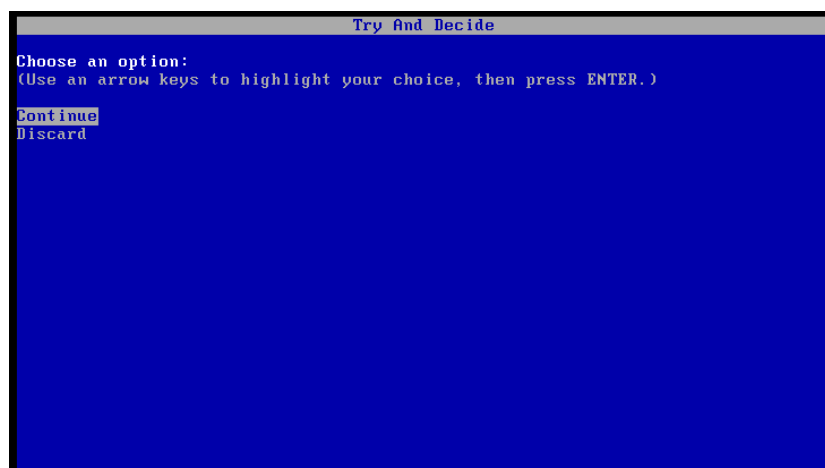 Try And Decide
Choose an option:
(Use an arrow keys to highlight your choice, then press ENTER.)
Continue
Discard